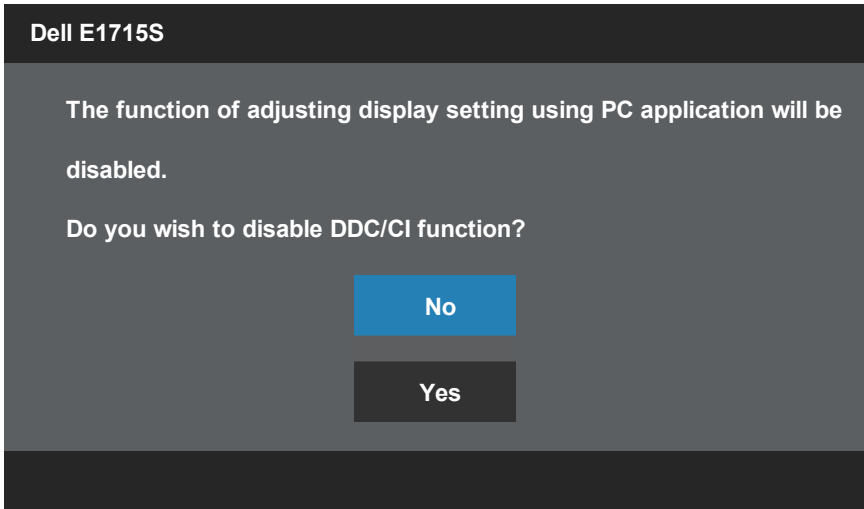 Dell E1715S
The function of adjusting display setting using PC application will be
disabled.
Do you wish to disable DDC/CI function?
No
Yes